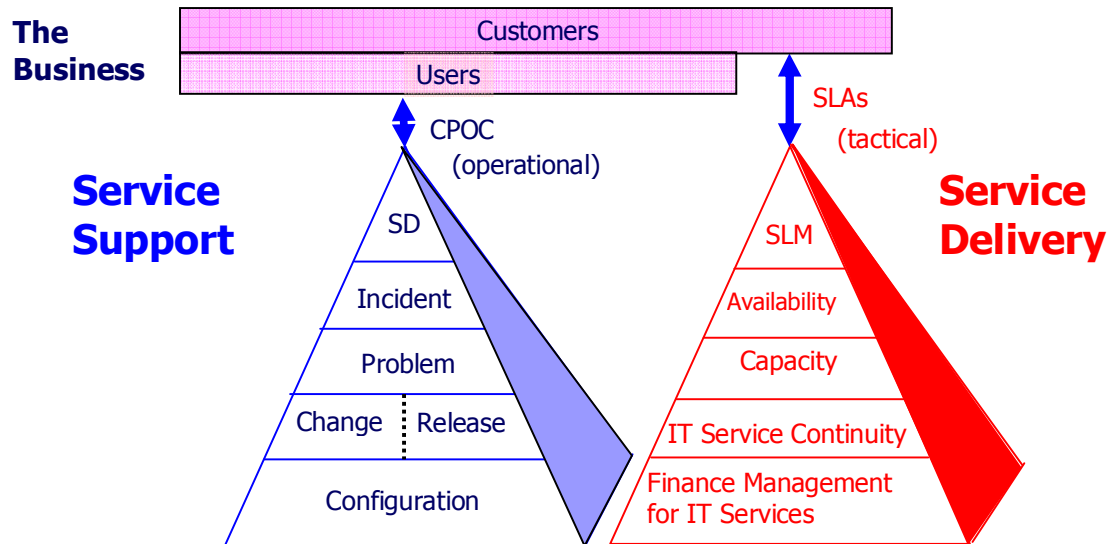 The
Business
Customers
Users
CPOC
(operational)
SLAs
(tactical)
Service
Support
SD
Incident
Problem
Change
Release
Configuration
Service
Delivery
SLM
Availability
Capacity
IT Service Continuity
Finance Management
for IT Services